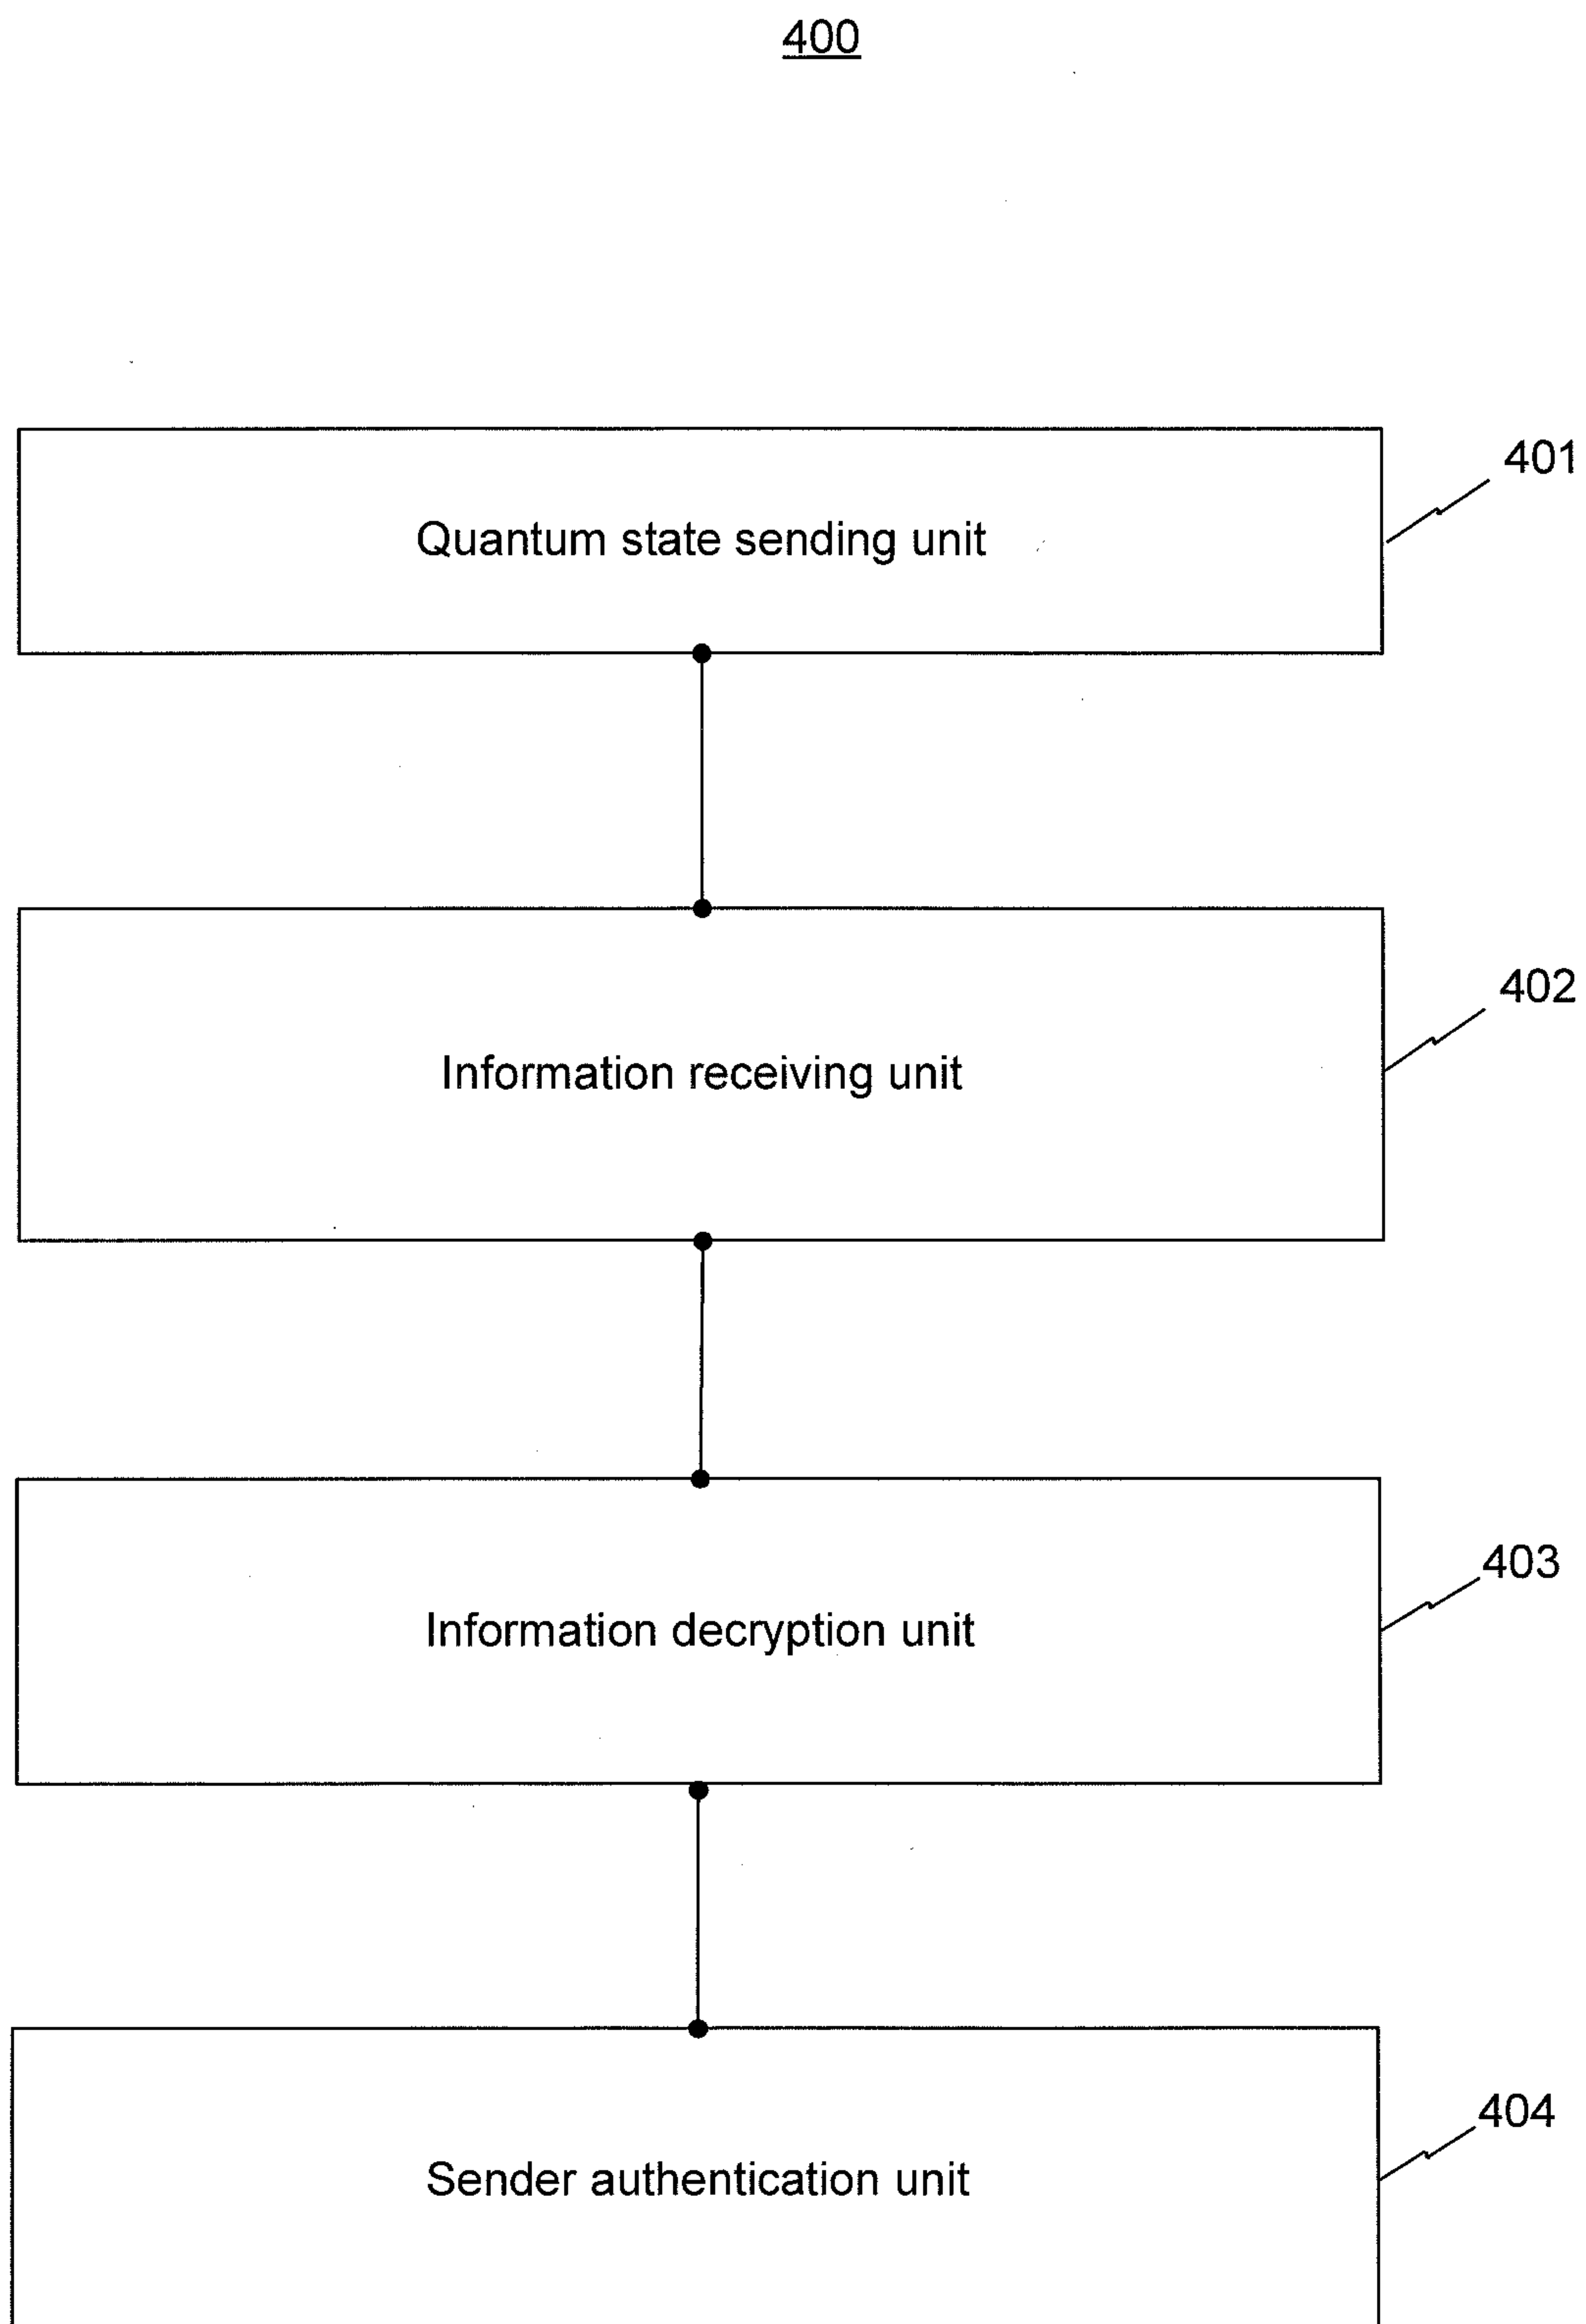 400
401
Quantum state sending unit
402
Information receiving unit
403
Information decryption unit
404
Sender authentication unit